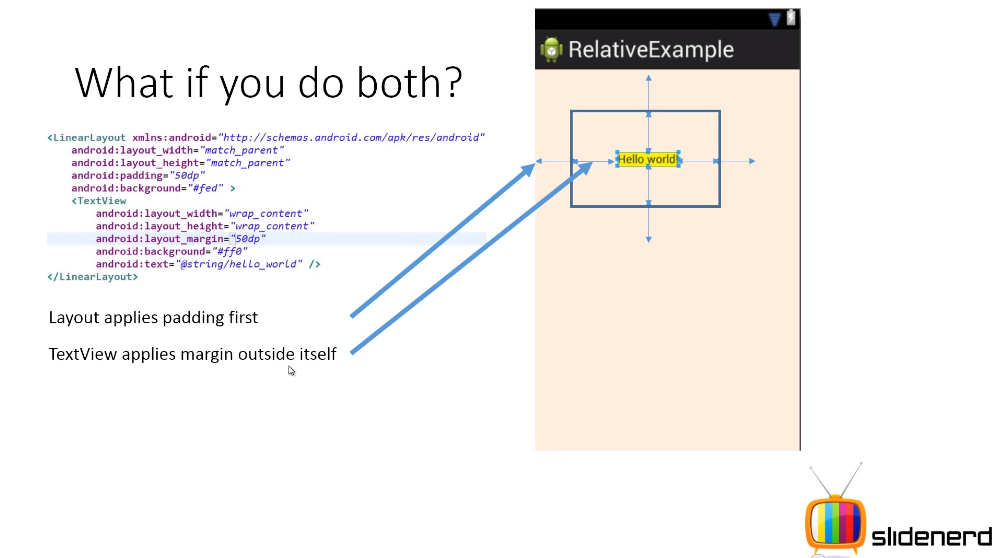 What if you do both?
<LinearLayout xmlns:android="http://schemas.android.com/apk/res/android"
android:layout_width="match_parent"
android:layout_height="match_parent"
android:padding="50dp"
android:background="#fed" >
<TextView
android:layout_width="wrap_content"
android:layout_height="wrap_content"
android:layout_margin="50dp"
android:background="#ff0"
android:text="@string/hello_world" />
</LinearLayout>
Layout applies padding first
TextView applies margin outside itself
RelativeExample
Hello world!
slidenerd